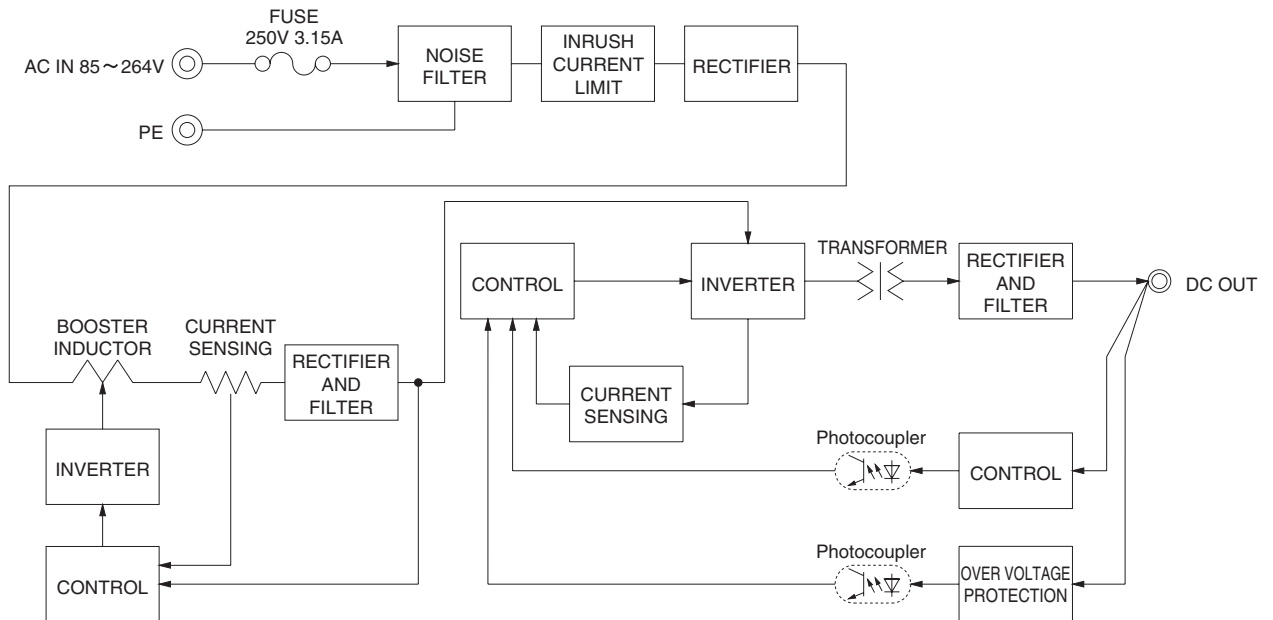 FUSE
250V 3.15A
AC IN 85～264V
NOISE
FILTER
INRUSH
CURRENT
LIMIT
RECTIFIER
PE
TRANSFORMER
CONTROL
INVERTER
RECTIFIER
AND
FILTER
DC OUT
BOOSTER
INDUCTOR
CURRENT
SENSING
RECTIFIER
AND
FILTER
CURRENT
SENSING
INVERTER
Photocoupler
CONTROL
CONTROL
Photocoupler
OVER VOLTAGE
PROTECTION